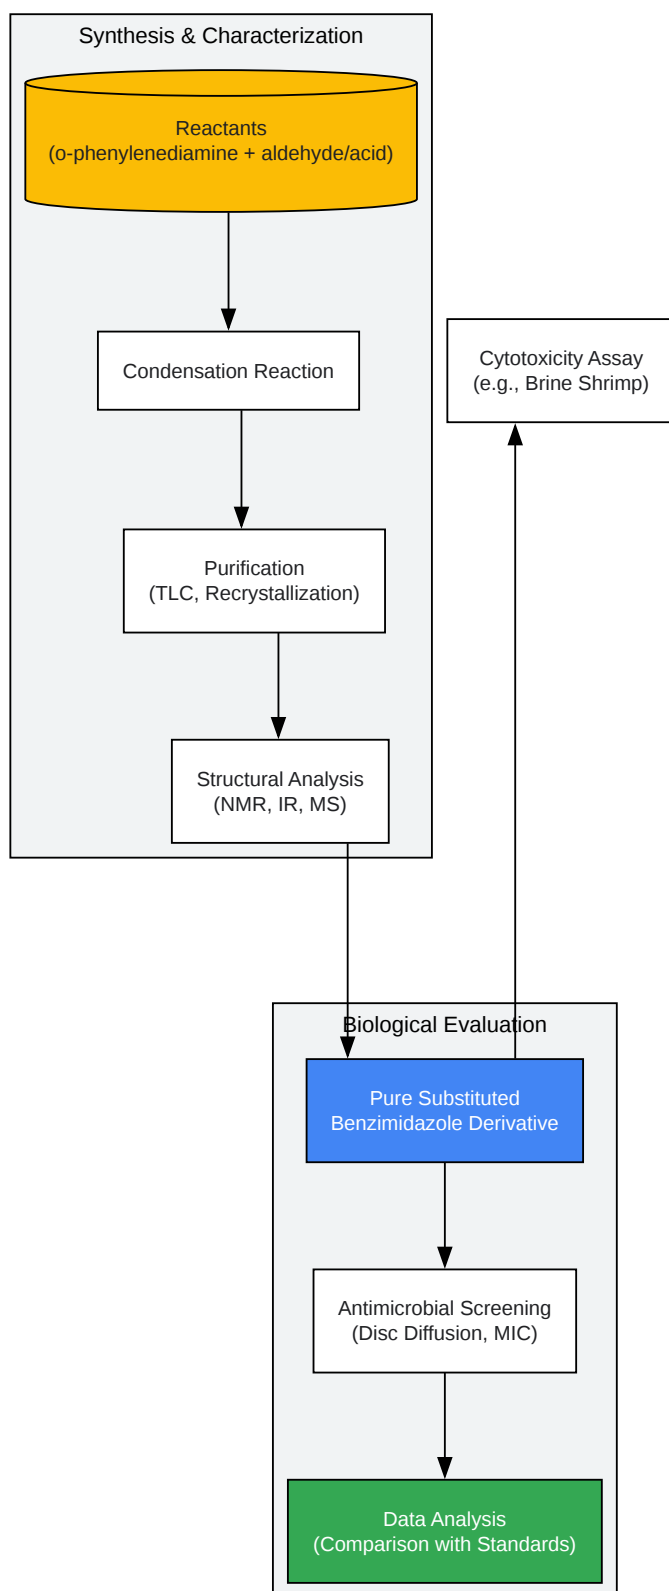 Synthesis & Characterization
Reactants
(o-phenylenediamine + aldehyde/acid)
Condensation Reaction
Cytotoxicity Assay
(e.g., Brine Shrimp)
Purification
(TLC, Recrystallization)
Structural Analysis
(NMR, IR, MS)
Biological Evaluation
Pure Substituted
Benzimidazole Derivative
Antimicrobial Screening
(Disc Diffusion, MIC)
Data Analysis
(Comparison with Standards)